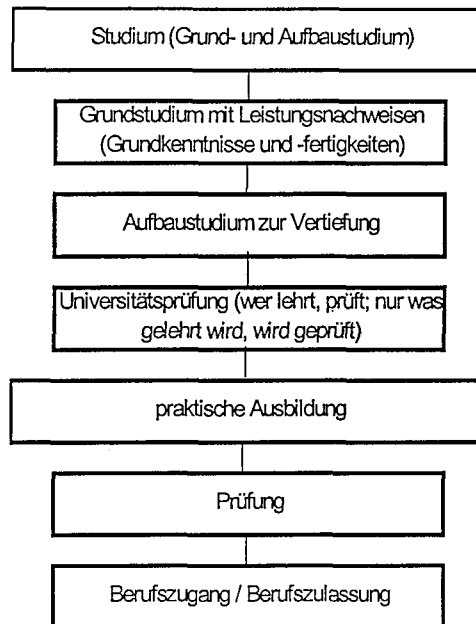 Studium (Grund- und Aufbaustudium)
Grundstudium mit Leistungsnachweisen
(Grundkenntnisse und -fertigkeiten)
Aufbaustudium zur Vertiefung
Universitätsprüfung (wer lehrt, prüft; nur was
gelehrt wird, wird geprüft)
praktische Ausbildung
Prüfung
Berufszugang / Berufszulassung